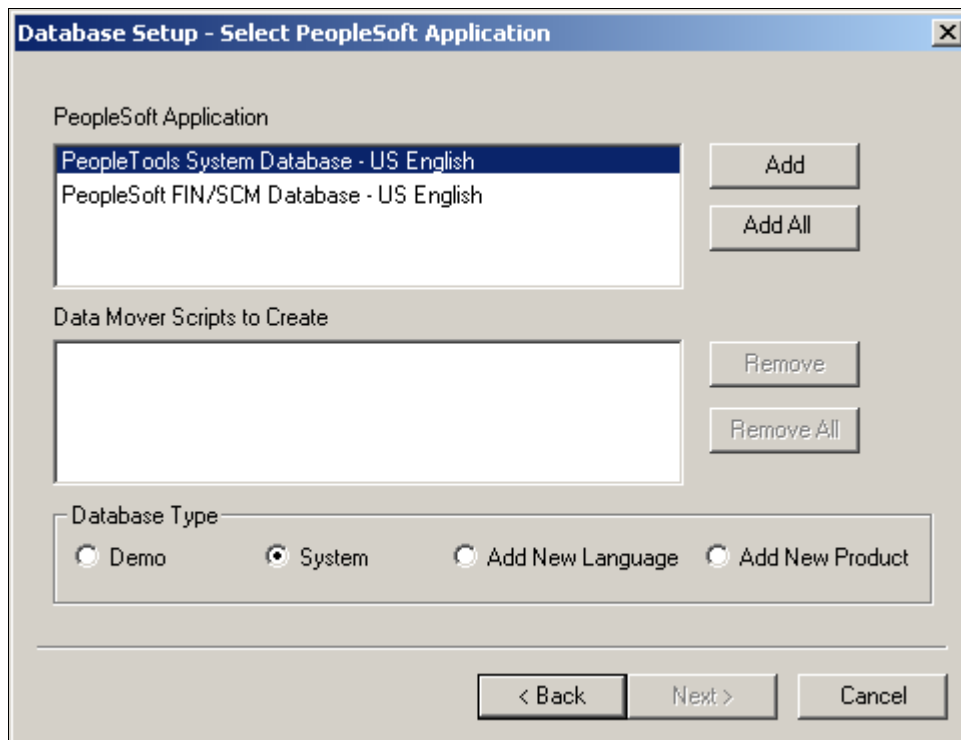 Database Setup - Select PeopleSoft Application
PeopleSoft Application
PeopleTools System Database - US English
PeopleSoft FIN/SCM Database - US English
Add
Add All
Data Mover Scripts to Create
Remove
Remove All
Database Type
Demo
System
Add New Language
Add New Product
< Back
Next >
Cancel